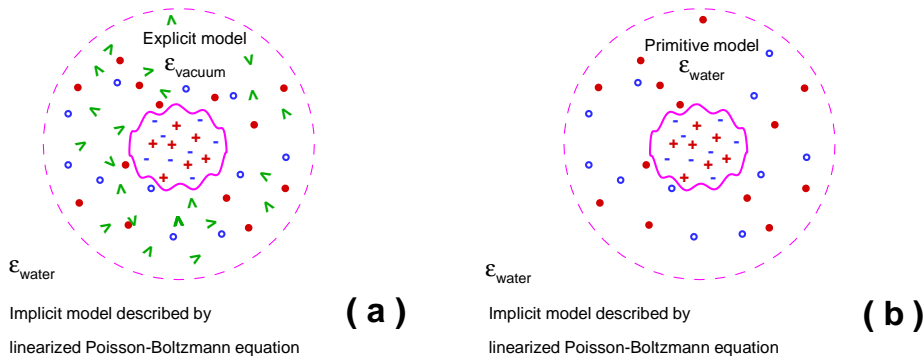 Explicit model
εvacuum
εwater
Implicit model described by
linearized Poisson-Boltzmann equation
( a )
Primitive model
εwater
εwater
Implicit model described by
linearized Poisson-Boltzmann equation
( b )